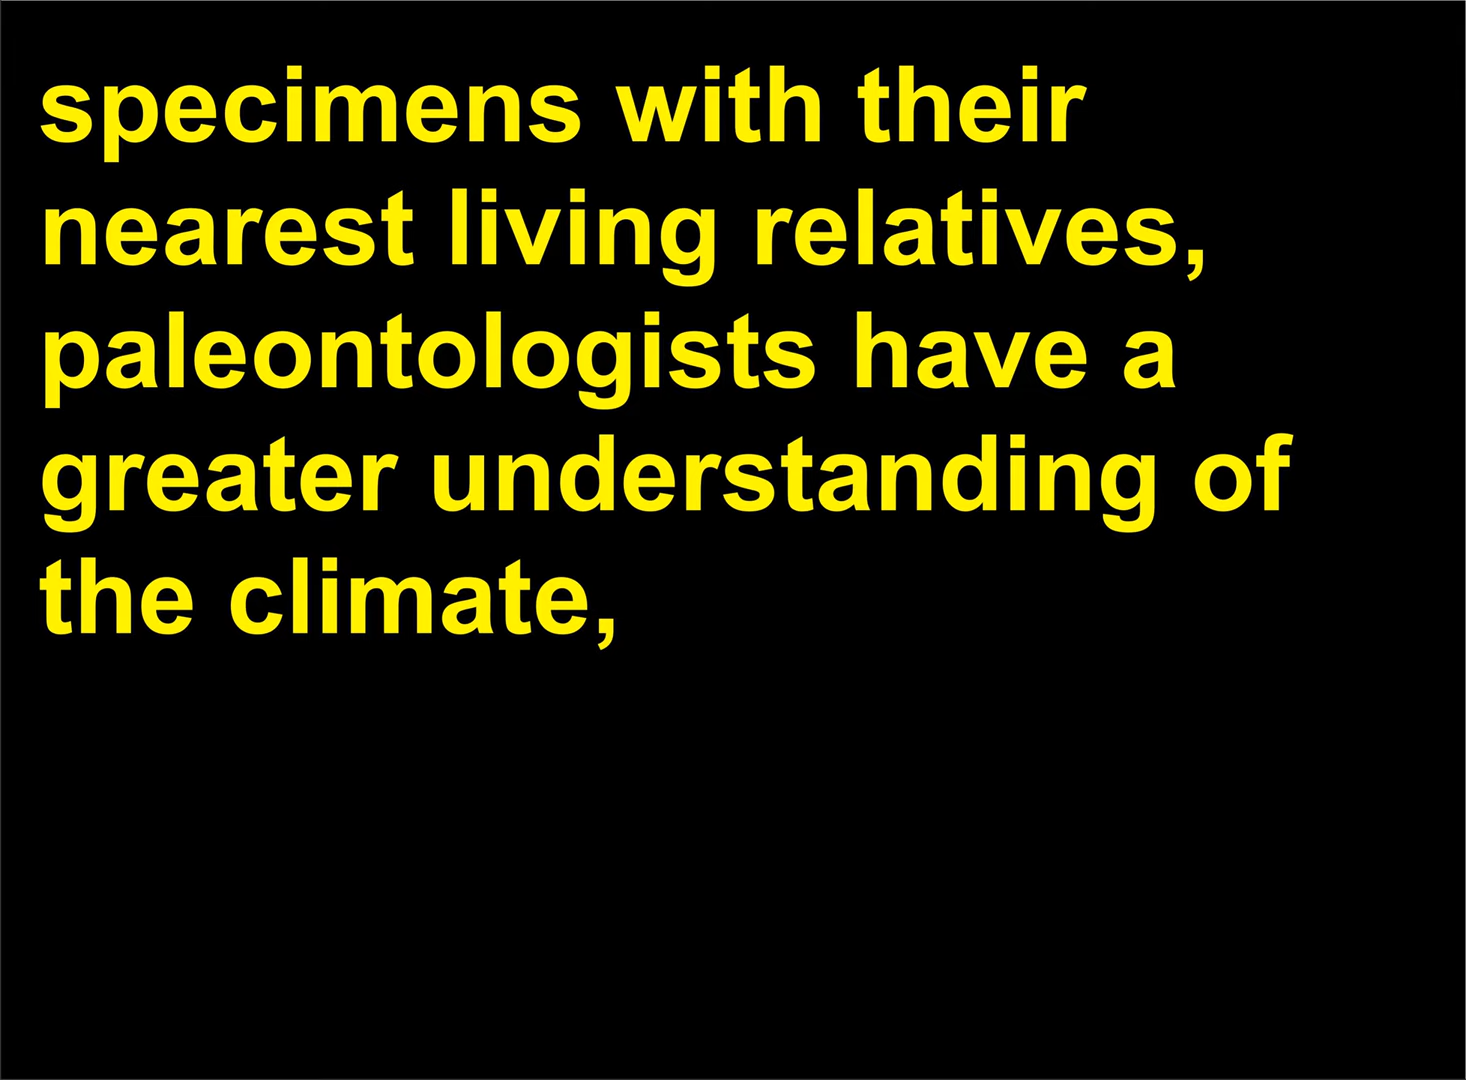 specimens with their
nearest living relatives,
paleontologists have a
greater understanding of
the climate,